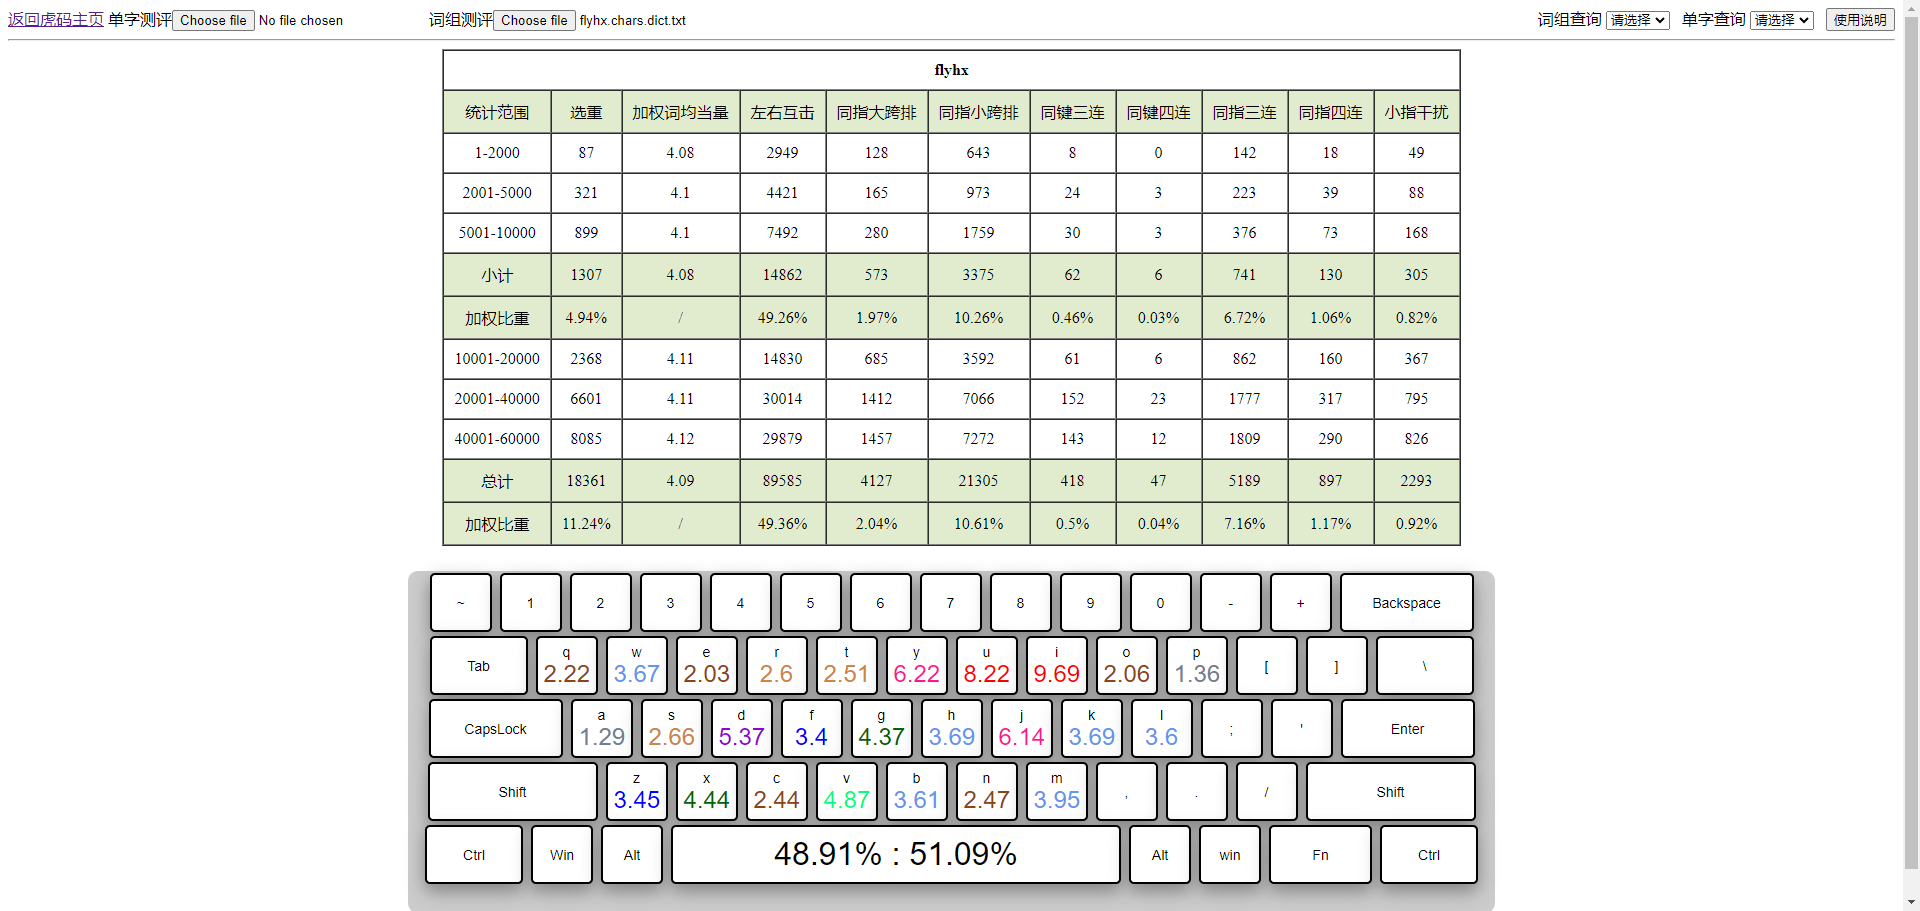 返回虎码主页 单字测评 Choose file No file chosen 词组测评 Choose file flyhx.chars.dict.txt 词组查询 请选择 单字查询 请选择 使用说明
flyhx
统计范围 选重 加权词均当量 左右互击 同指大跨排 同指小跨排 同键三连 同键四连 同指三连 同指四连 小指干扰
1-2000 87 4.08 2949 128 643 8 0 142 18 49
2001-5000 321 4.1 4421 165 973 24 3 223 39 88
5001-10000 899 4.1 7492 280 1759 30 3 376 73 168
小计 1307 4.08 14862 573 3375 62 6 741 130 305
加权比重 4.94% / 49.26% 1.97% 10.26% 0.46% 0.03% 6.72% 1.06% 0.82%
10001-20000 2368 4.11 14830 685 3592 61 6 862 160 367
20001-40000 6601 4.11 30014 1412 7066 152 23 1777 317 795
40001-60000 8085 4.12 29879 1457 7272 143 12 1809 290 826
总计 18361 4.09 89585 4127 21305 418 47 5189 897 2293
加权比重 11.24% / 49.36% 2.04% 10.61% 0.5% 0.04% 7.16% 1.17% 0.92%
~ 1 2 3 4 5 6 7 8 9 0 - + Backspace
q w e r t y u i o p
Tab 2.22 3.67 2.03 2.6 2.51 6.22 8.22 9.69 2.06 1.36 [ ] \
a s d f g h j k l
CapsLock 1.29 2.66 5.37 3.4 4.37 3.69 6.14 3.69 3.6 ; ' Enter
z x c v b n m
Shift 3.45 4.44 2.44 4.87 3.61 2.47 3.95 , . / Shift
Ctrl Win Alt 48.91% : 51.09% Alt win Fn Ctrl